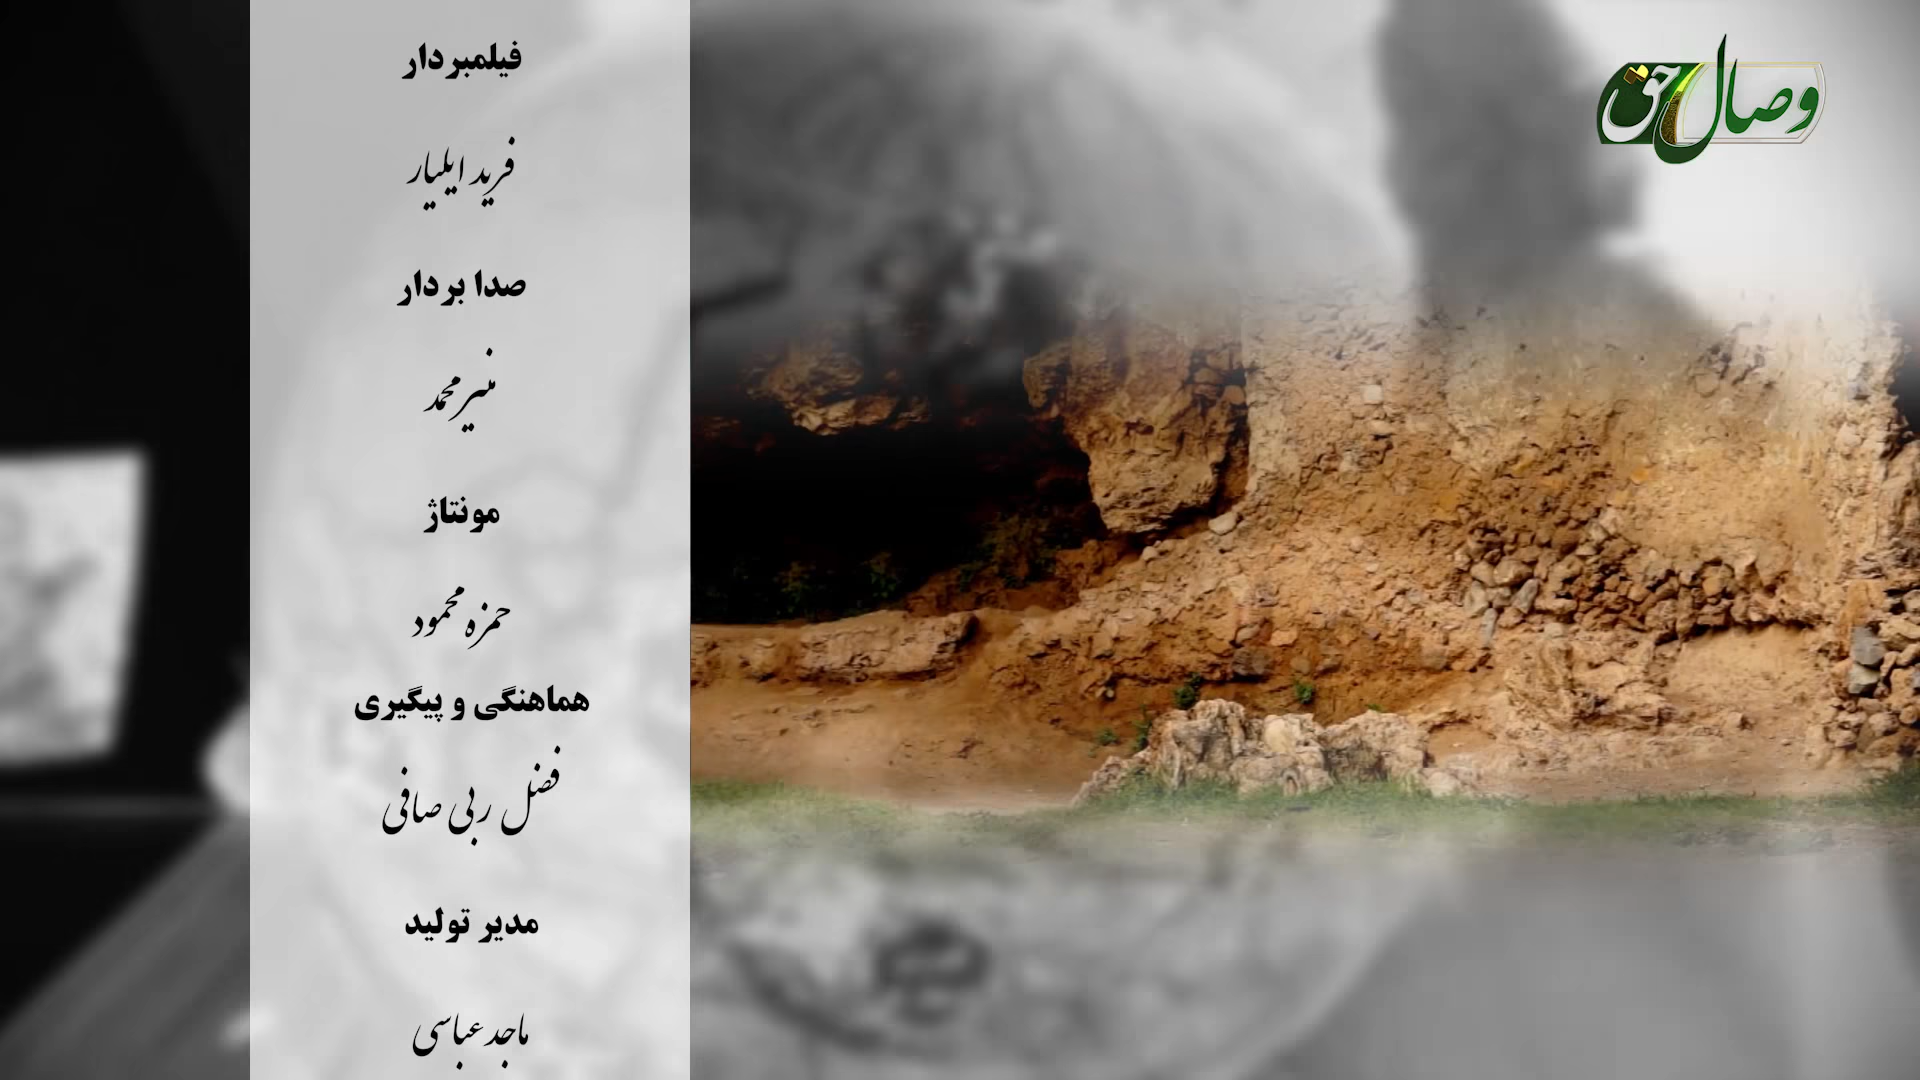 فیلمبردار
فرید ایلیار
صدا بردار
منیر محمد
مونتاژ
حمزه محمود
هماهنگی و پیگیری
فضل ربی صافی
مدیر تولید
ماجد عباسی
وصال حق